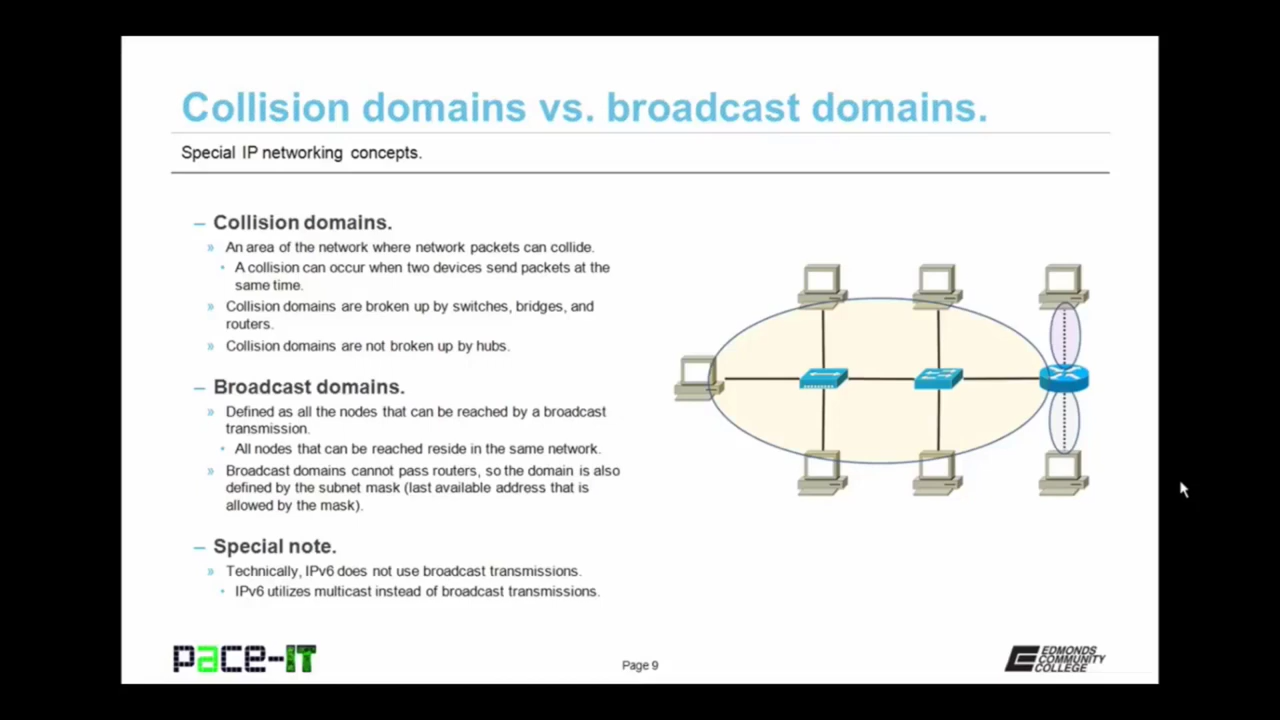 Collision domains vs. broadcast domains.
Special IP networking concepts.
– Collision domains.
» An area of the network where network packets can collide.
• A collision can occur when two devices send packets at the
same time.
» Collision domains are broken up by switches, bridges, and
routers.
» Collision domains are not broken up by hubs.
– Broadcast domains.
» Defined as all the nodes that can be reached by a broadcast
transmission.
• All nodes that can be reached reside in the same network.
» Broadcast domains cannot pass routers, so the domain is also
defined by the subnet mask (last available address that is
allowed by the mask).
– Special note.
» Technically, IPv6 does not use broadcast transmissions.
• IPv6 utilizes multicast instead of broadcast transmissions.
pace-IT
Page 9
EDMONDS
COMMUNITY
COLLEGE